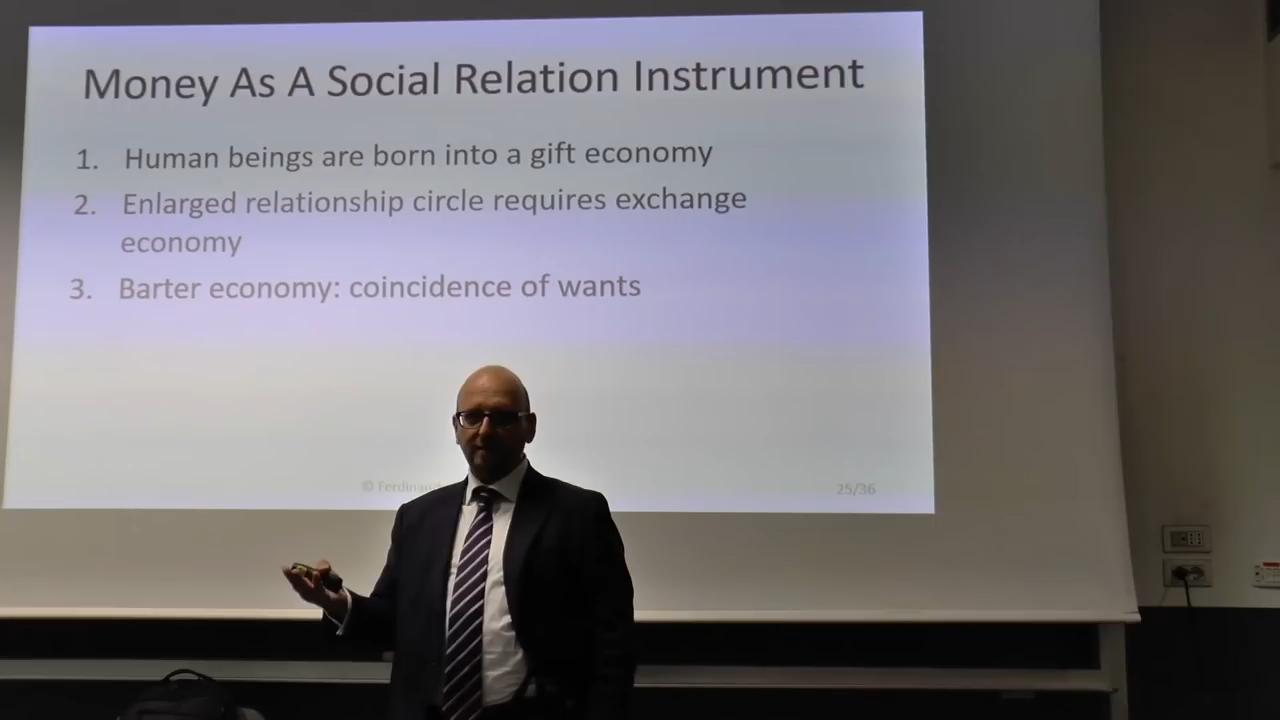 Money As A Social Relation Instrument
1. Human beings are born into a gift economy
2. Enlarged relationship circle requires exchange
economy
3. Barter economy: coincidence of wants
©
25/36